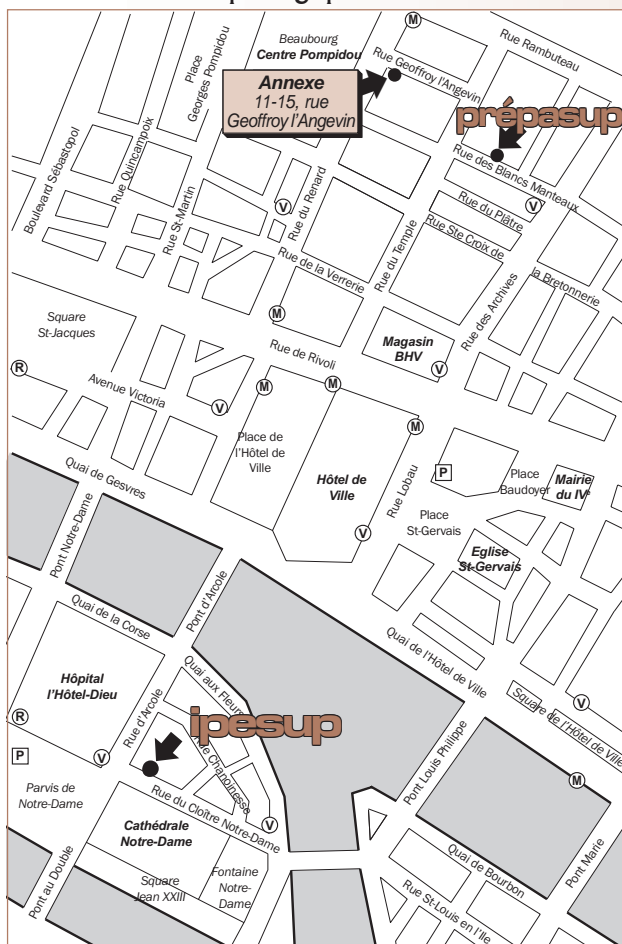 Beaubourg
Centre Pompidou
Place
Georges Pompidou
M
V
Rue Rambuteau
Rue Geoffroy l'Angevin
Annexe
11-15, rue
Geoffroy l'Angevin
prépasup
Boulevard Sébastopol
Rue Quincampoix
Rue St-Martin
Rue du Renard
V
Rue des Blancs Manteaux
Rue du Plâtre
V
Rue Ste Croix de
la Bretonnerie
Rue du Temple
Rue de la Verrerie
Rue des Archives
Square
St-Jacques
M
Rue de Rivoli
Magasin
BHV
V
R
Avenue Victoria
V
M
M
M
Place de
l'Hôtel de
Ville
Hôtel de
Ville
V
Rue Lobau
P
Place
Baudoyer
Mairie
du IVe
Place
St-Gervais
Eglise
St-Gervais
Quai de Gesvres
Pont Notre-Dame
Pont d'Arcole
Quai de la Corse
Quai de l'Hôtel de Ville
Square de l'Hôtel de Ville
V
Hôpital
l'Hôtel-Dieu
R
P
V
Rue d'Arcole
Quai aux Fleurs
ipesup
Rue Chanoinesse
Rue du Cloître Notre-Dame
V
Parvis de
Notre-Dame
Cathédrale
Notre-Dame
Square
Jean XXIII
Fontaine
Notre-
Dame
Pont au Double
Pont Louis Philippe
M
Quai de Bourbon
Pont Marie
Rue St-Louis en l'Ile